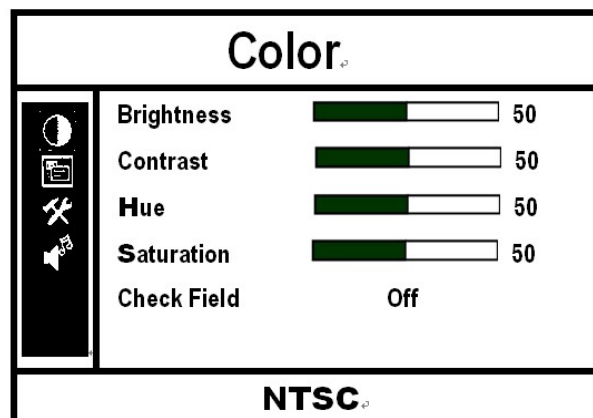 Color
Brightness 50
Contrast 50
Hue 50
Saturation 50
Check Field Off
NTSC